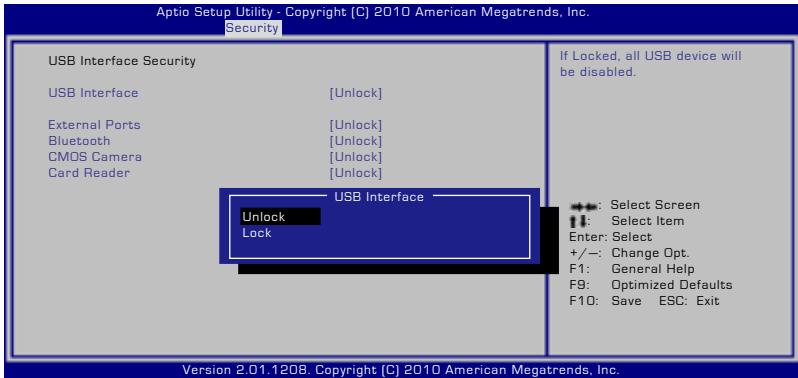 Aptio Setup Utility - Copyright (C) 2010 American Megatrends, Inc.
Security
USB Interface Security
USB Interface [Unlock]
External Ports [Unlock]
Bluetooth [Unlock]
CMOS Camera [Unlock]
Card Reader [Unlock]
USB Interface
Unlock
Lock
If Locked, all USB device will
be disabled.
→←: Select Screen
↑↓: Select Item
Enter: Select
+/—: Change Opt.
F1: General Help
F9: Optimized Defaults
F10: Save ESC: Exit
Version 2.01.1208. Copyright (C) 2010 American Megatrends, Inc.